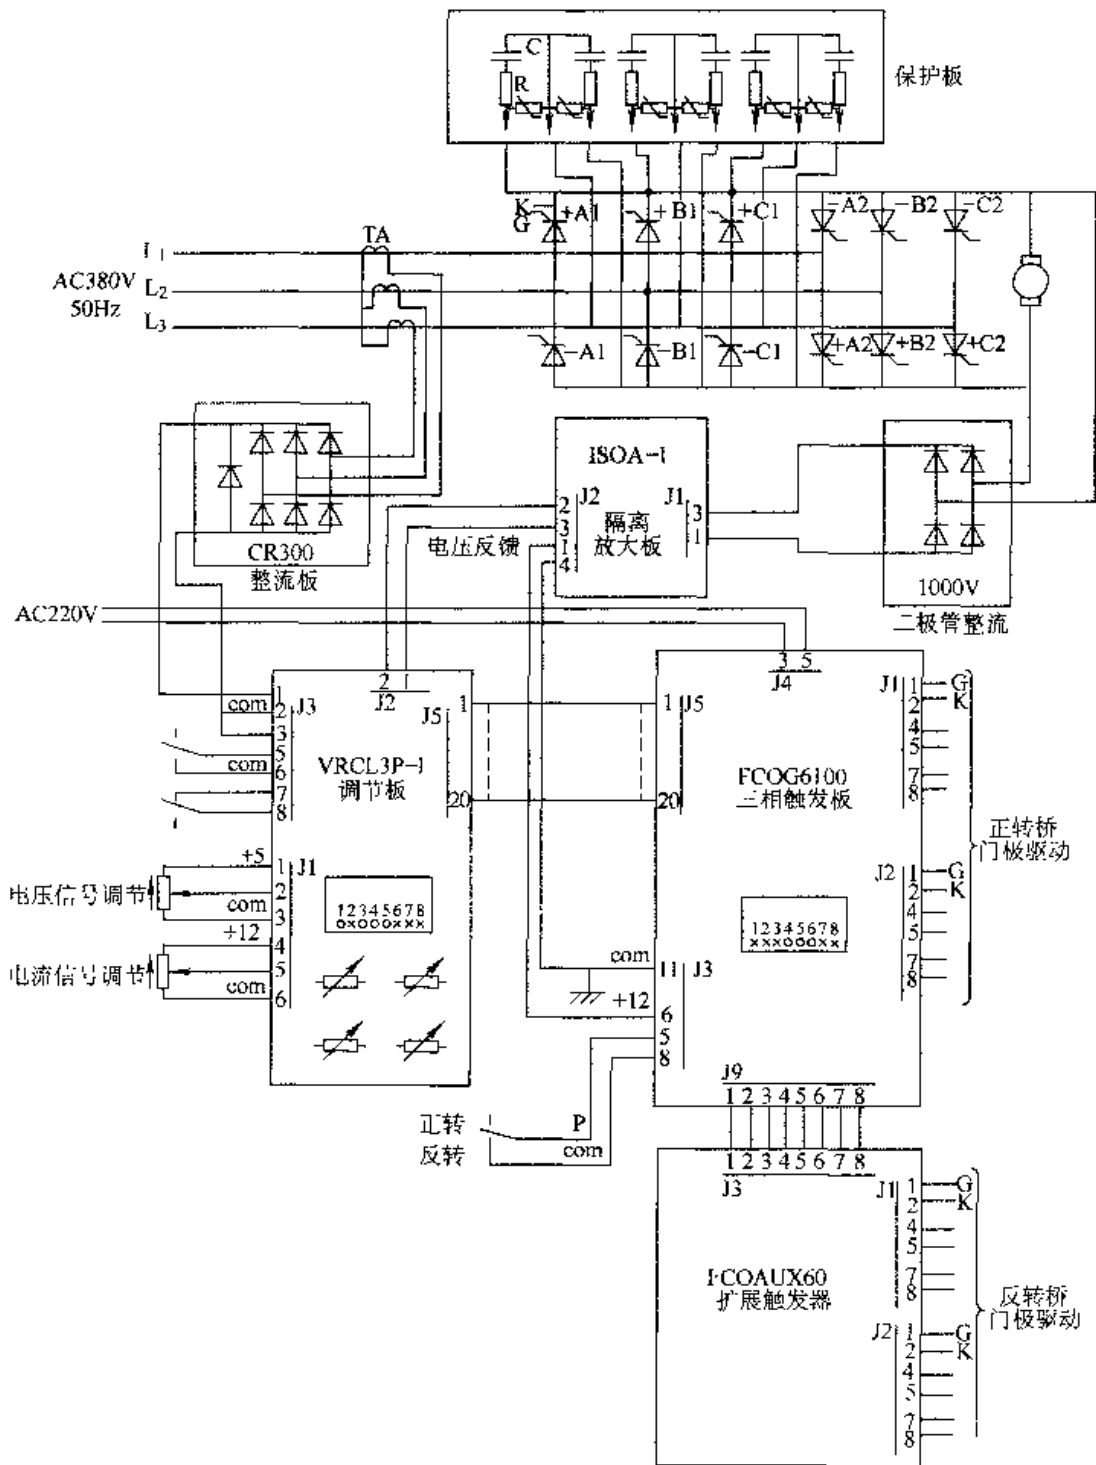 C
R
保护板
K
G
+A1
+B1
+C1
-A2
-B2
-C2
TA
L1
AC380V
50Hz
L2
L3
-A1
-B1
-C1
+A2
+B2
+C2
CR300
整流板
ISOA-1
J2
J1
2
3
1
4
隔离
放大板
3
1
电压反馈
1000V
二极管整流
AC220V
2 1
J2
3 5
J4
com
com
1
2
3
5
6
7
8
J3
VRCL3P-1
调节板
J5
1
20
J5
1
20
FCOG6100
三相触发板
J1
1 G
2 K
4
5
7
8
J2
1 G
2 K
4
5
7
8
正转桥
门极驱动
电压信号调节
+5
com
+12
电流信号调节
com
1
2
3
4
5
6
J1
12345678
0X000XXX
12345678
XXX000XX
com
+12
11
6
5
8
J3
正转
反转
P
com
J9
1 2 3 4 5 6 7 8
1 2 3 4 5 6 7 8
J3
J1
1 G
2 K
4
5
7
8
FCOAUX60
扩展触发器
J2
1 G
2 K
4
5
7
8
反转桥
门极驱动